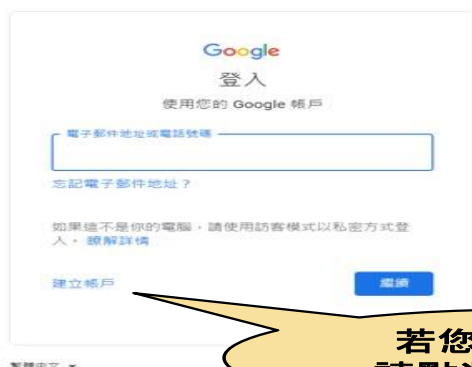 Google
登入
使用您的 Google 帳戶
電子郵件地址或電話號碼
忘記電子郵件地址？
如果這不是你的電腦，請使用訪客模式以私密方式登
入。 瞭解詳情
建立帳戶
繼續
若您
繁體中文